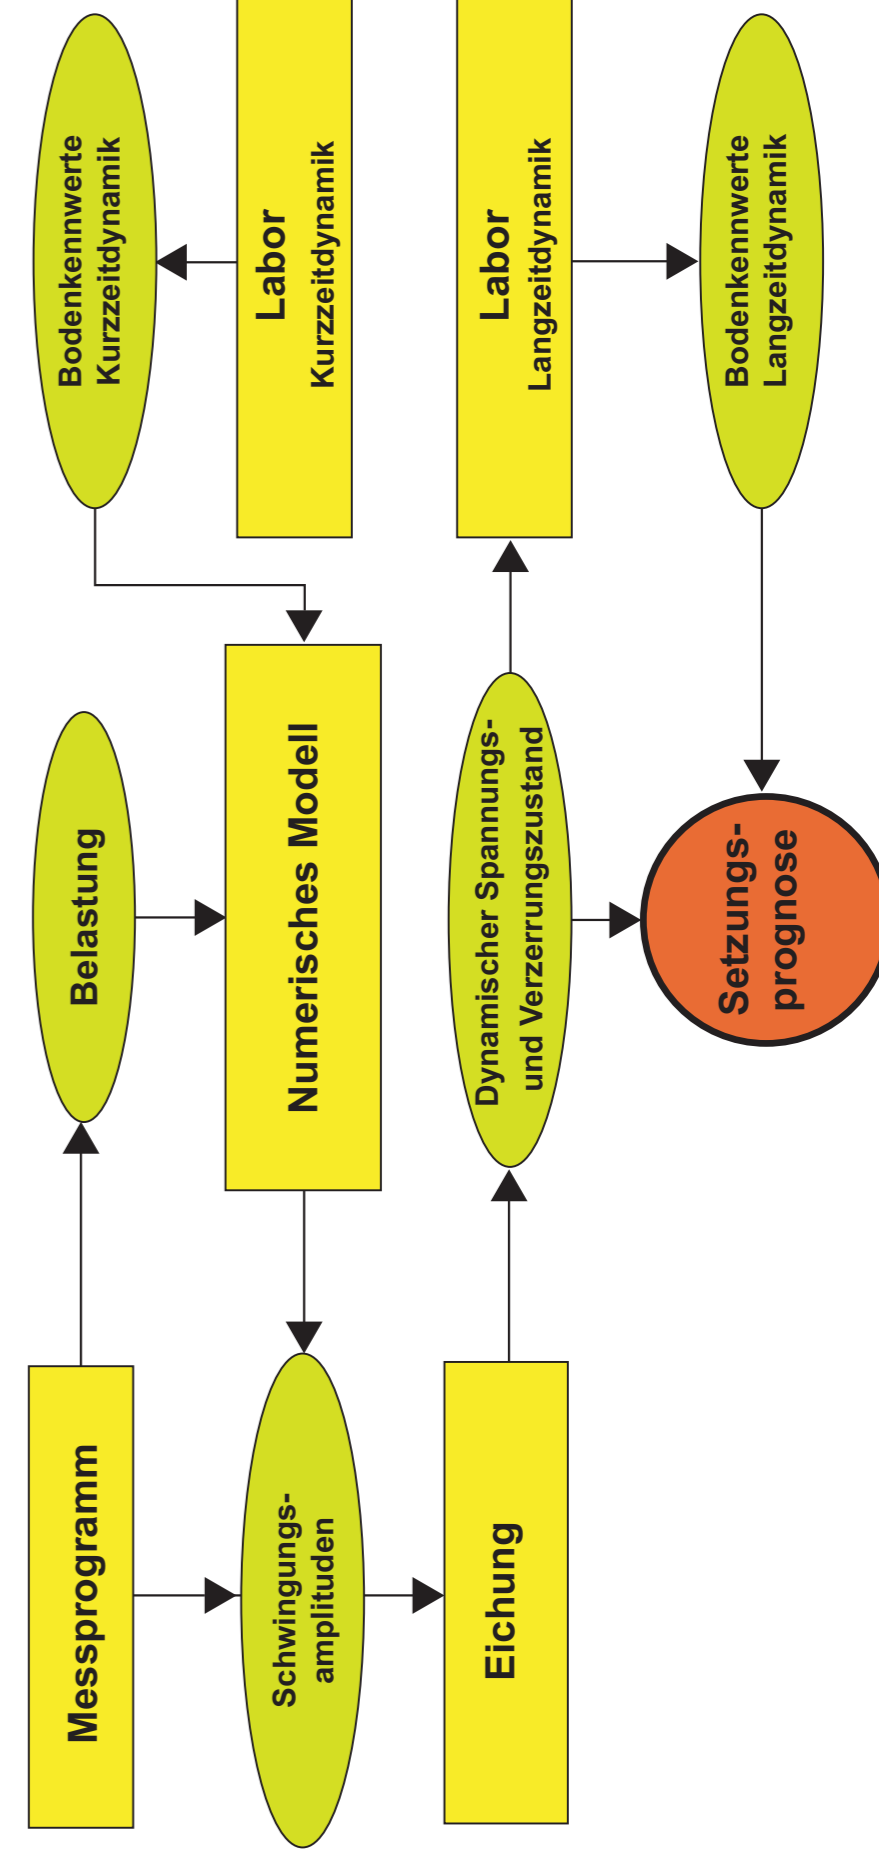 Messprogramm
Belastung
Bodenkennwerte
Kurzzeitdynamik
Schwingungs-
amplituden
Numerisches Modell
Labor
Kurzzeitdynamik
Eichung
Dynamischer Spannungs-
und Verzerrungszustand
Labor
Langzeitdynamik
Setzungs-
prognose
Bodenkennwerte
Langzeitdynamik